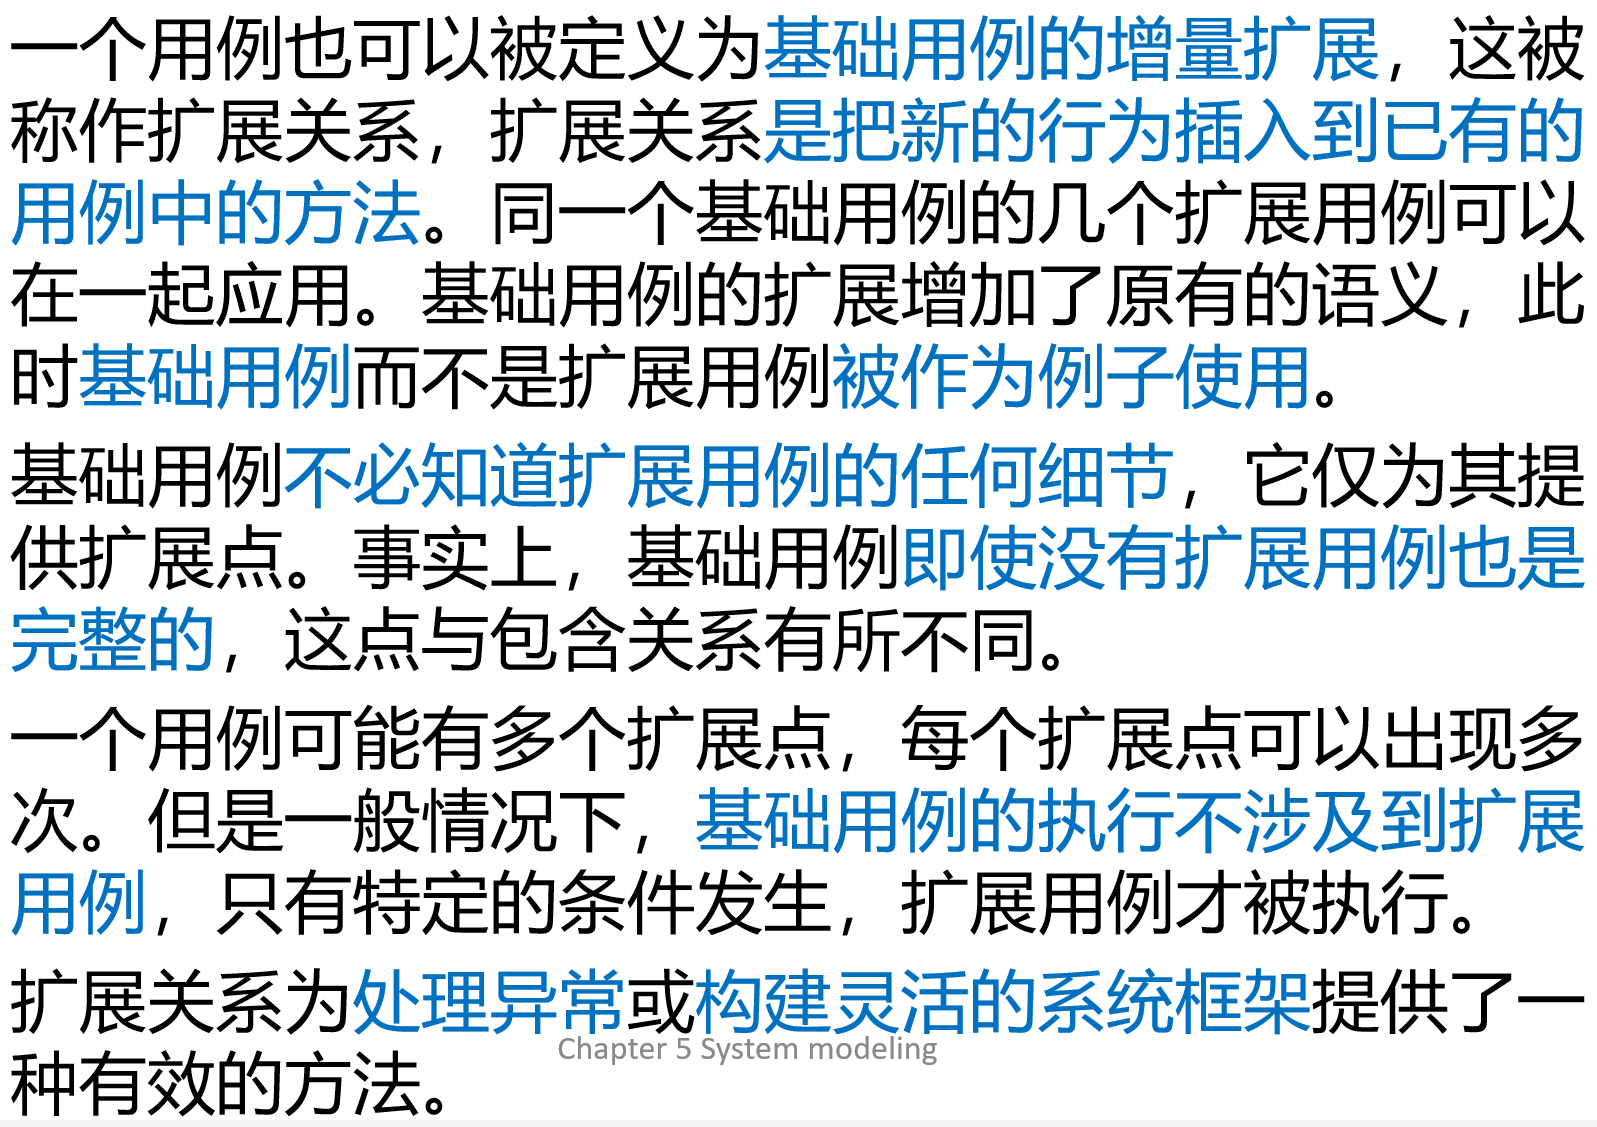 一个用例也可以被定义为基础用例的增量扩展，这被
称作扩展关系，扩展关系是把新的行为插入到已有的
用例中的方法。同一个基础用例的几个扩展用例可以
在一起应用。基础用例的扩展增加了原有的语义，此
时基础用例而不是扩展用例被作为例子使用。
基础用例不必知道扩展用例的任何细节，它仅为其提
供扩展点。事实上，基础用例即使没有扩展用例也是
完整的，这点与包含关系有所不同。
一个用例可能有多个扩展点，每个扩展点可以出现多
次。但是一般情况下，基础用例的执行不涉及到扩展
用例，只有特定的条件发生，扩展用例才被执行。
扩展关系为处理异常或构建灵活的系统框架提供了一
种有效的方法。
Chapter 5 System modeling